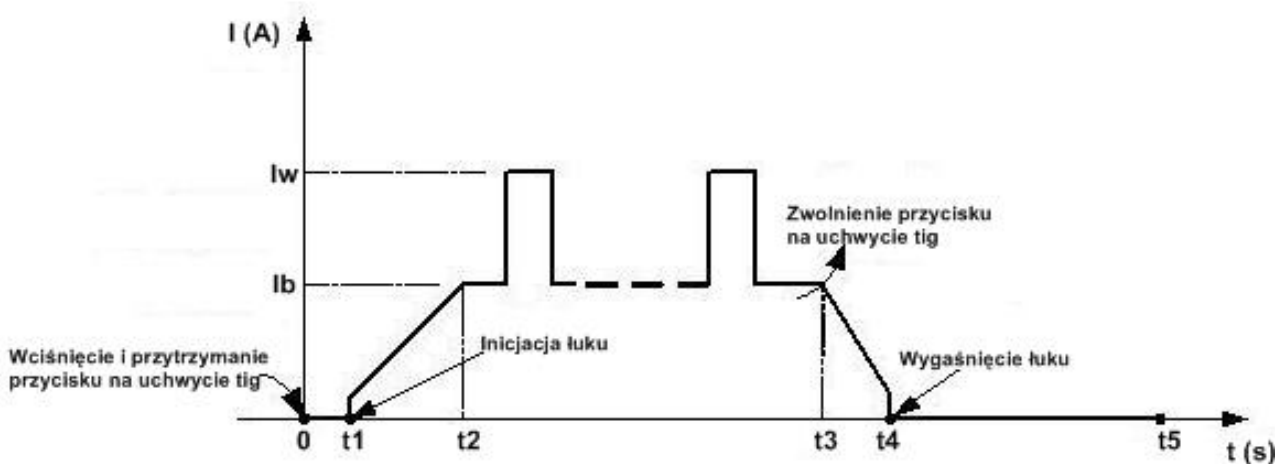 I (A)
Iw
Zwolnienie przycisku
na uchwycie tig
Ib
Wciśnięcie i przytrzymanie
przycisku na uchwycie tig
Inicjacja łuku
Wygaśnięcie łuku
0
t1
t2
t3
t4
t5
t (s)